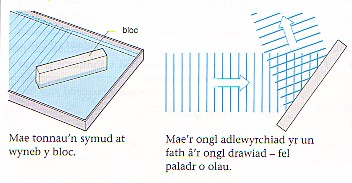 bloc
Mae tonnau'n symud at
wyneb y bloc.
Mae'r ongl adlewyrchiad yr un
fath â'r ongl drawiad – fel
paladr o olau.